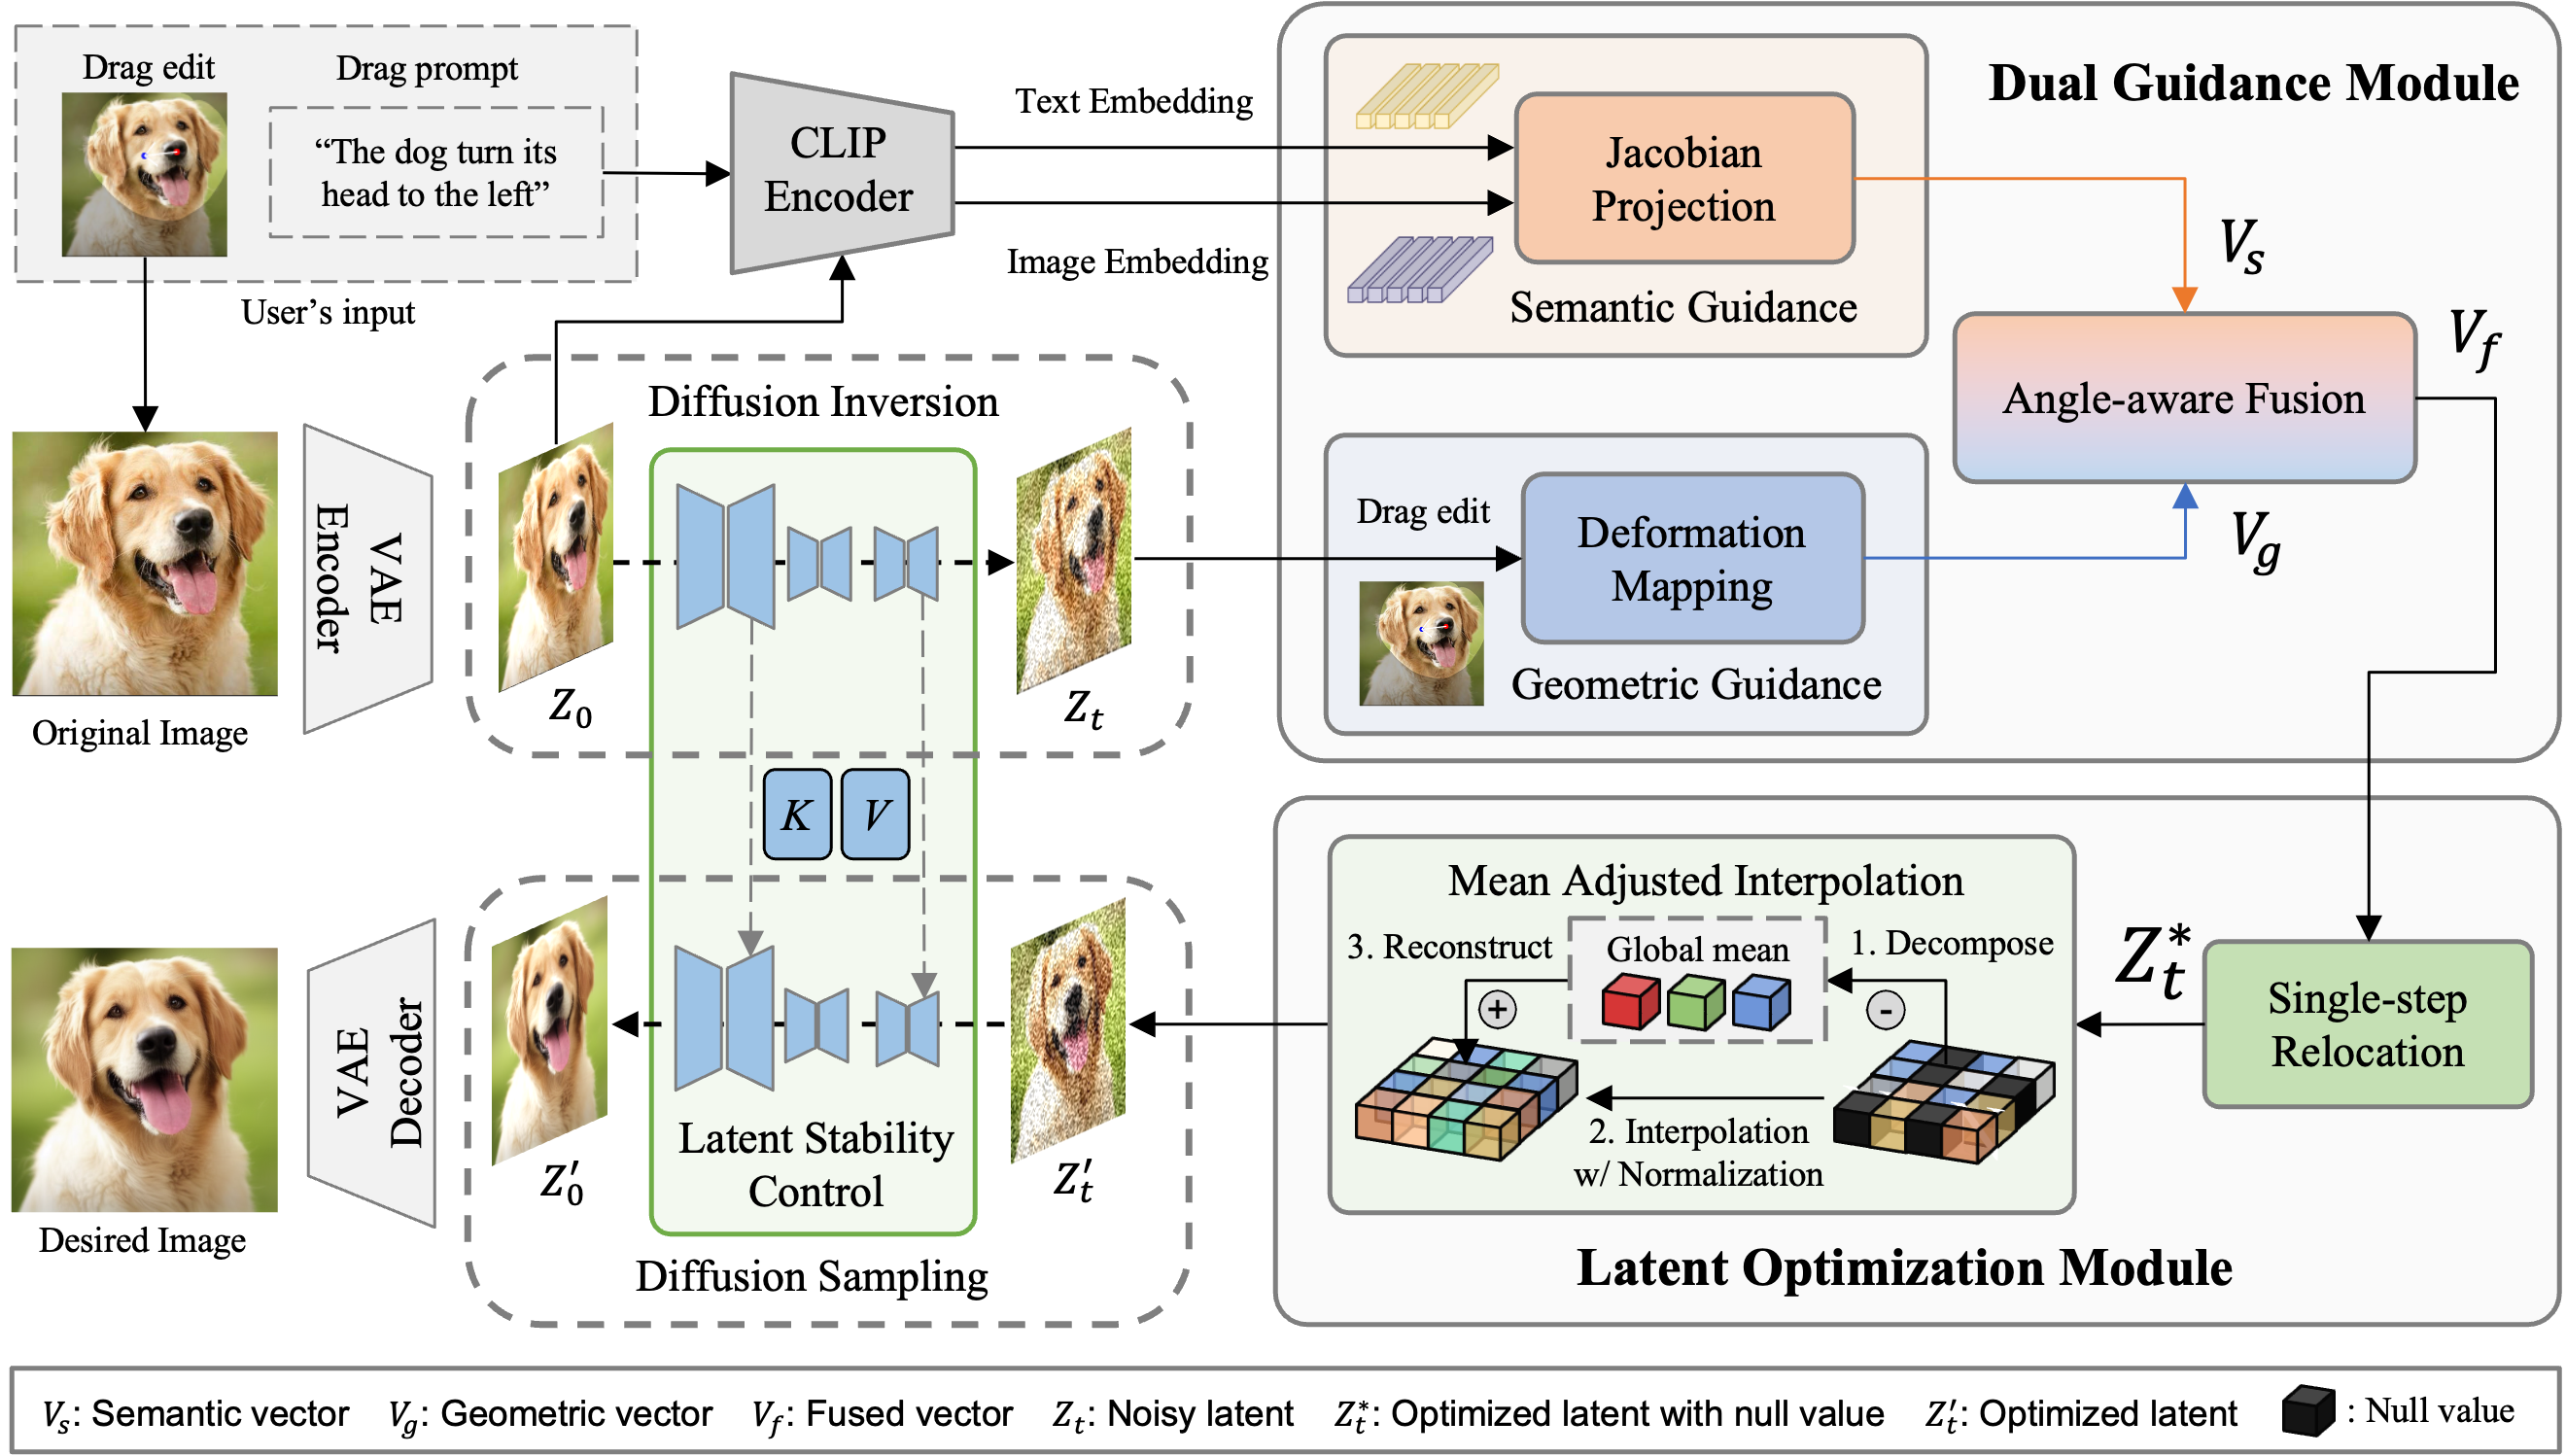 Drag edit
Drag prompt
“The dog turn its
head to the left”
User’s input
CLIP
Encoder
Text Embedding
Image Embedding
Dual Guidance Module
Jacobian
Projection
Semantic Guidance
V_s
Angle-aware Fusion
V_f
V_g
Drag edit
Deformation
Mapping
Geometric Guidance
Original Image
VAE
Encoder
Diffusion Inversion
Z_0
Z_t
K
V
Mean Adjusted Interpolation
3. Reconstruct
Global mean
1. Decompose
+
-
2. Interpolation
w/ Normalization
Z_t^*
Single-step
Relocation
Latent Optimization Module
Desired Image
VAE
Decoder
Z'_0
Latent Stability
Control
Z'_t
Diffusion Sampling
V_s: Semantic vector V_g: Geometric vector V_f: Fused vector Z_t: Noisy latent Z_t^*: Optimized latent with null value Z'_t: Optimized latent : Null value